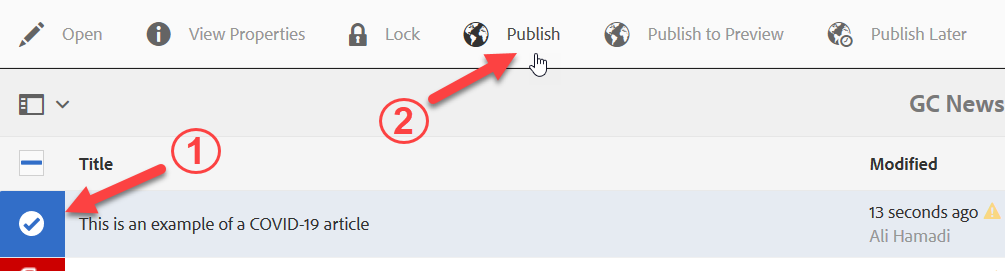 Open View Properties Lock Publish Publish to Preview Publish Later
2
GC News
1
Title Modified
This is an example of a COVID-19 article 13 seconds ago
Ali Hamadi